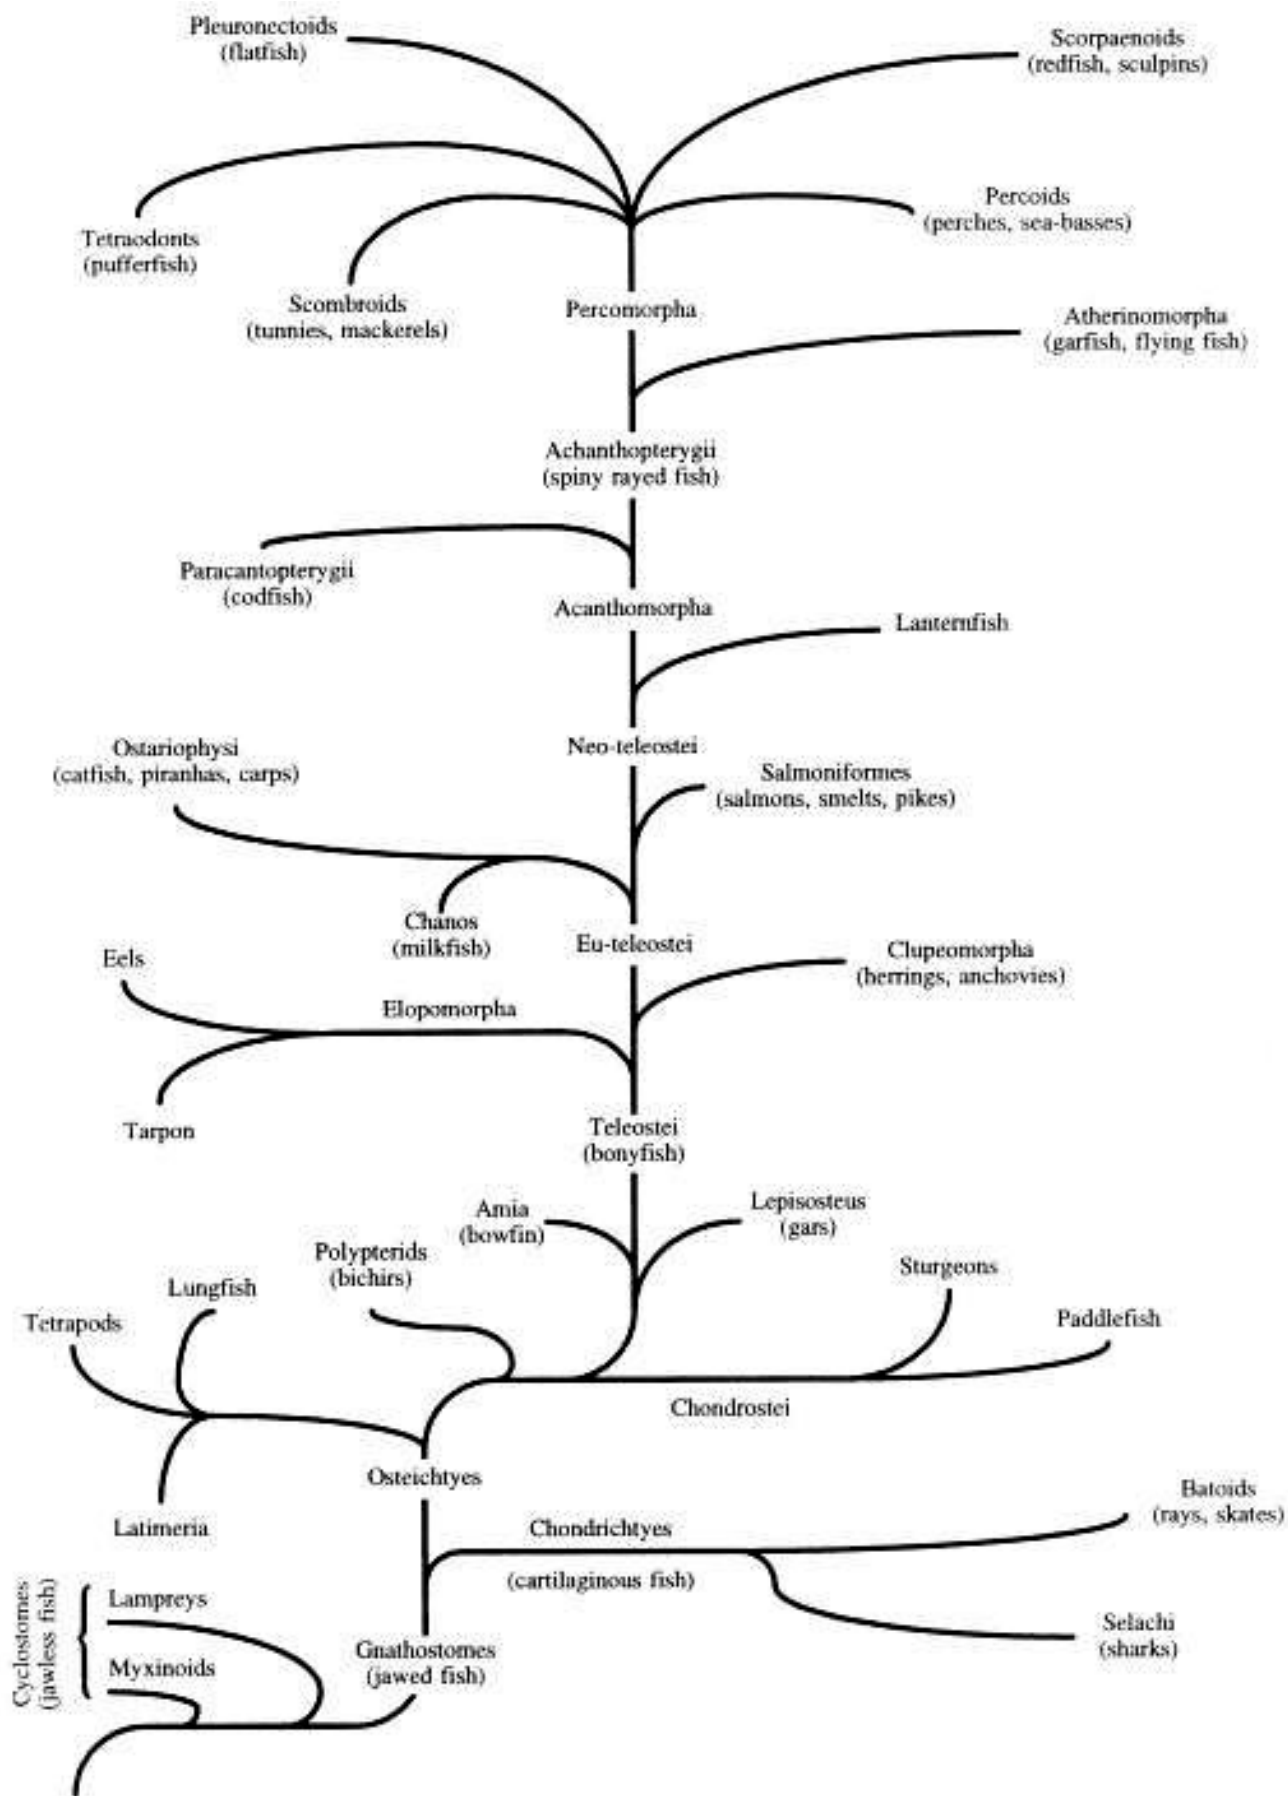 Pleuronectoids
(flatfish)
Scorpaenoids
(redfish, sculpins)
Percoids
(perches, sea-basses)
Tetraodonts
(pufferfish)
Scombroids
(tunnies, mackerels)
Percomorpha
Atherinomorpha
(garfish, flying fish)
Achanthopterygii
(spiny rayed fish)
Paracantopterygii
(codfish)
Acanthomorpha
Lanternfish
Neo-teleostei
Ostariophysi
(catfish, piranhas, carps)
Salmoniformes
(salmons, smelts, pikes)
Chanos
(milkfish)
Eu-teleostei
Clupeomorpha
(herrings, anchovies)
Eels
Elopomorpha
Tarpon
Teleostei
(bonyfish)
Amia
(bowfin)
Lepisosteus
(gars)
Polypterids
(bichirs)
Sturgeons
Lungfish
Tetrapods
Paddlefish
Chondrostei
Osteichtyes
Latimeria
Batoids
(rays, skates)
Chondrichtyes
(cartilaginous fish)
Cyclostomes
(jawless fish)
Lampreys
Myxinoids
Gnathostomes
(jawed fish)
Selachi
(sharks)